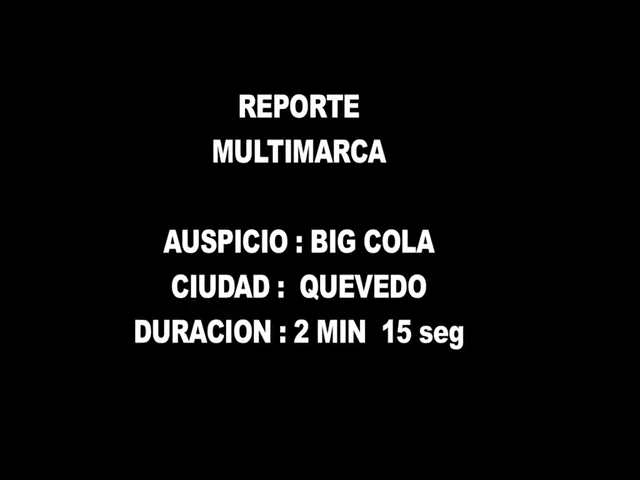 REPORTE
MULTIMARCA
AUSPICIO : BIG COLA
CIUDAD :  QUEVEDO
DURACION : 2 MIN  15 seg